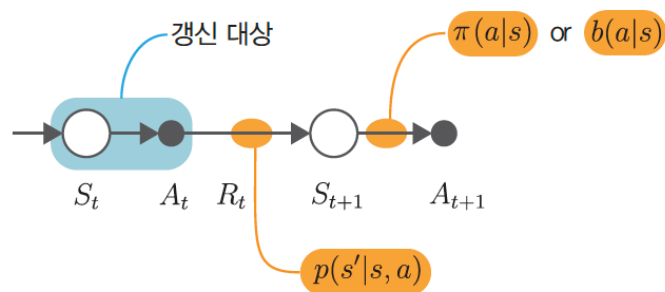 갱신 대상
π(a|s) or b(a|s)
S_t A_t R_t S_{t+1} A_{t+1}
p(s'|s, a)